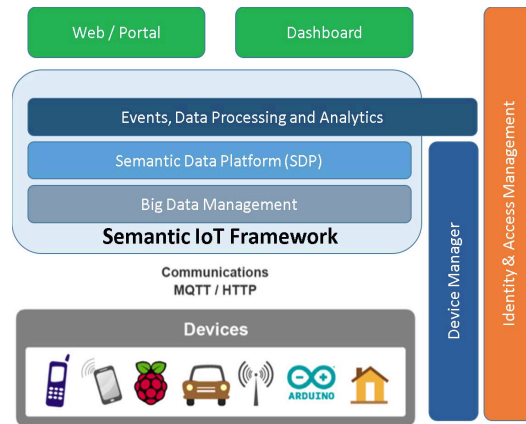 Web / Portal
Dashboard
Events, Data Processing and Analytics
Semantic Data Platform (SDP)
Big Data Management
Semantic IoT Framework
Communications
MQTT / HTTP
Devices
ARDUINO
Device Manager
Identity & Access Management